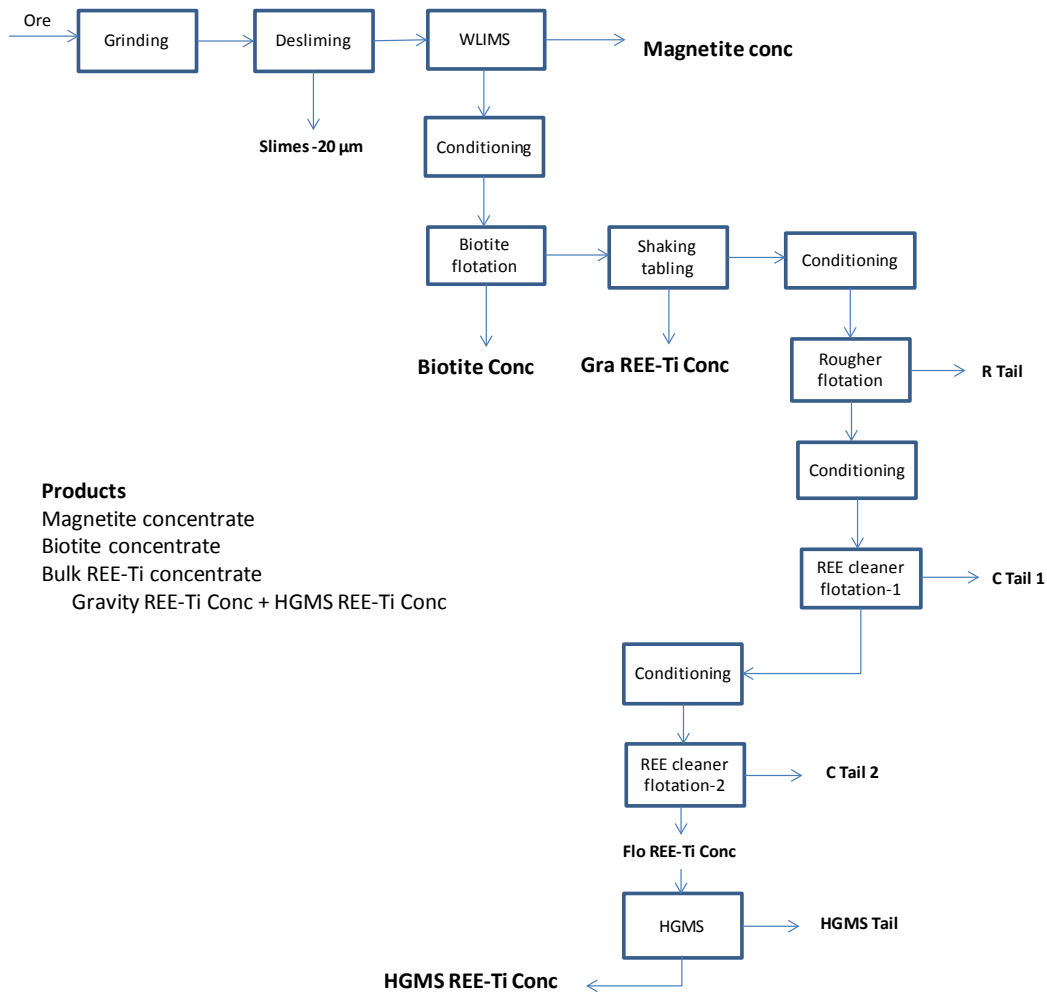 Ore
Grinding
Desliming
WLIMS
Magnetite conc
Slimes -20 µm
Conditioning
Biotite
flotation
Shaking
tabling
Conditioning
Biotite Conc
Gra REE-Ti Conc
Rougher
flotation
R Tail
Conditioning
Products
Magnetite concentrate
Biotite concentrate
Bulk REE-Ti concentrate
Gravity REE-Ti Conc + HGMS REE-Ti Conc
REE cleaner
flotation-1
C Tail 1
Conditioning
REE cleaner
flotation-2
C Tail 2
Flo REE-Ti Conc
HGMS
HGMS Tail
HGMS REE-Ti Conc